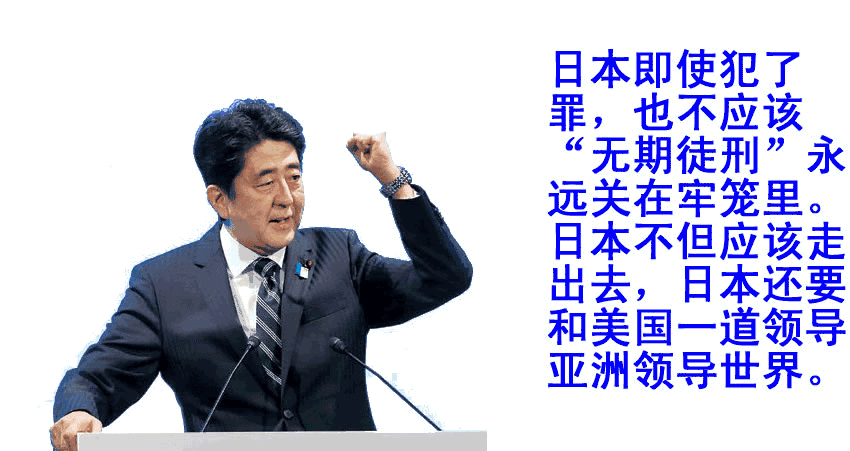 日本即使犯了
罪，也不应该
“无期徒刑”永
远关在牢笼里。
日本不但应该走
出去，日本还要
和美国一道领导
亚洲领导世界。